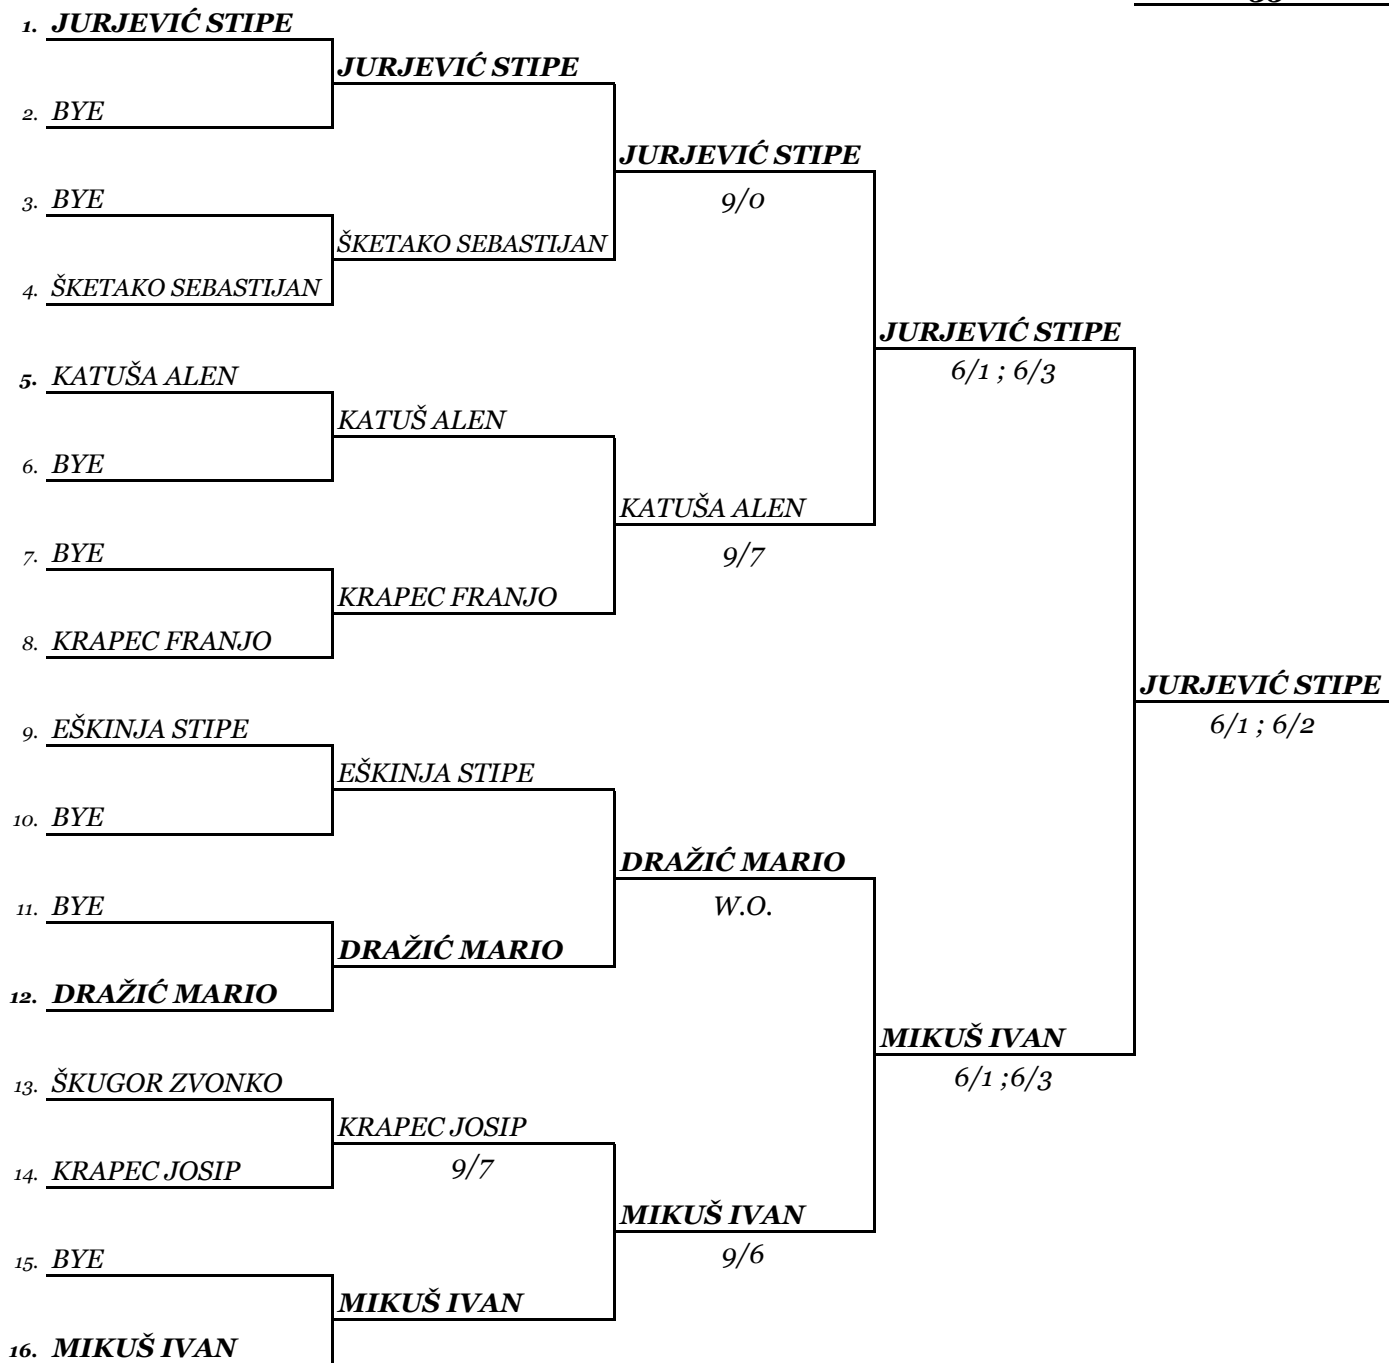 1. JURJEVIĆ STIPE
JURJEVIĆ STIPE
2. BYE
JURJEVIĆ STIPE
3. BYE
9/0
ŠKETAKO SEBASTIJAN
4. ŠKETAKO SEBASTIJAN
JURJEVIĆ STIPE
5. KATUŠA ALEN
6/1 ; 6/3
KATUŠ ALEN
6. BYE
KATUŠA ALEN
7. BYE
9/7
KRAPEC FRANJO
8. KRAPEC FRANJO
JURJEVIĆ STIPE
9. EŠKINJA STIPE
6/1 ; 6/2
EŠKINJA STIPE
10. BYE
DRAŽIĆ MARIO
11. BYE
W.O.
DRAŽIĆ MARIO
12. DRAŽIĆ MARIO
MIKUŠ IVAN
13. ŠKUGOR ZVONKO
6/1 ;6/3
KRAPEC JOSIP
14. KRAPEC JOSIP
9/7
MIKUŠ IVAN
15. BYE
9/6
MIKUŠ IVAN
16. MIKUŠ IVAN